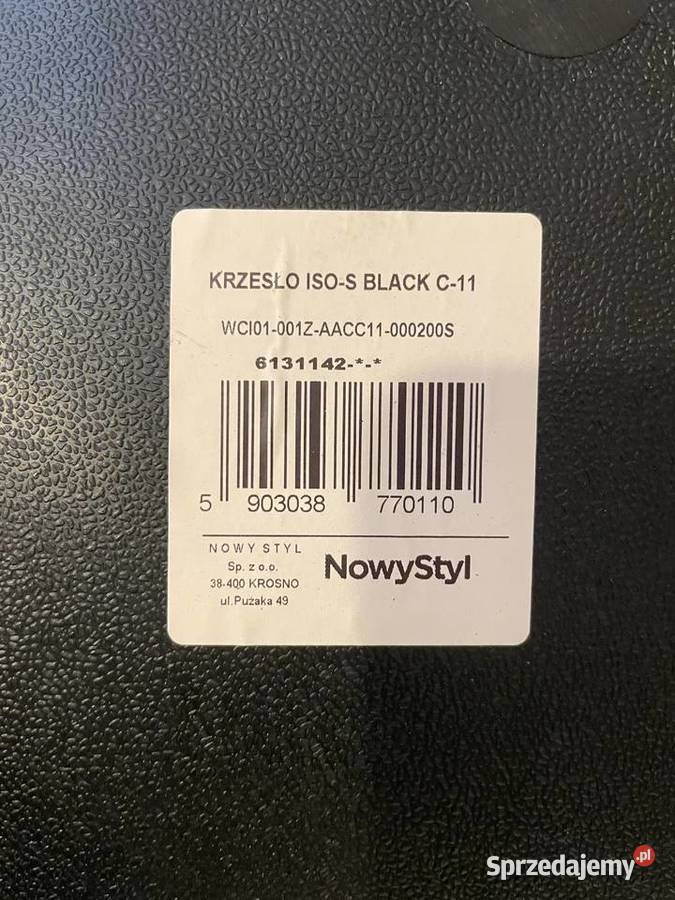 KRZESŁO ISO-S BLACK C-11
WCI01-001Z-AACC11-000200S
6131142-*-*
5 903038 770110
NOWY STYL
Sp. z o.o.
38-400 KROSNO
ul.Pużaka 49
NowyStyl
Sprzedajemy.pl